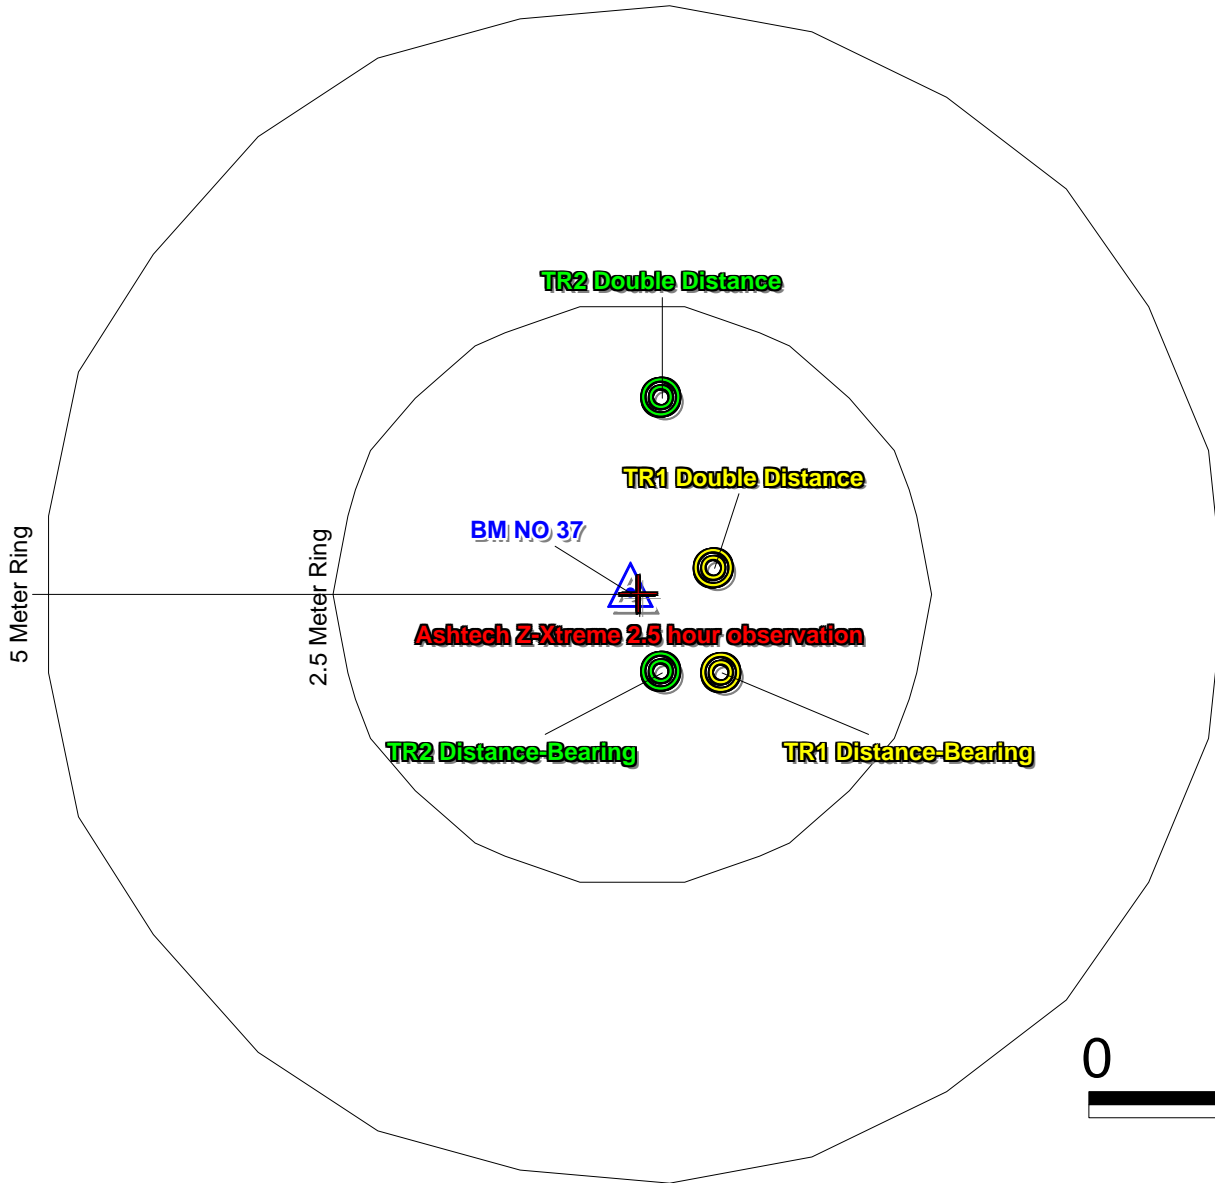 TR2 Double Distance
TR1 Double Distance
BM NO 37
5 Meter Ring
2.5 Meter Ring
Ashtech Z-Xtreme 2.5 hour observation
TR2 Distance-Bearing
TR1 Distance-Bearing
0